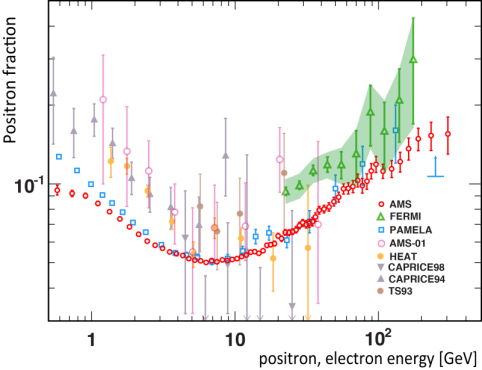 Positron fraction
10⁻¹
AMS
FERMI
PAMELA
AMS-01
HEAT
CAPRICE98
CAPRICE94
TS93
1 10 10²
positron, electron energy [GeV]